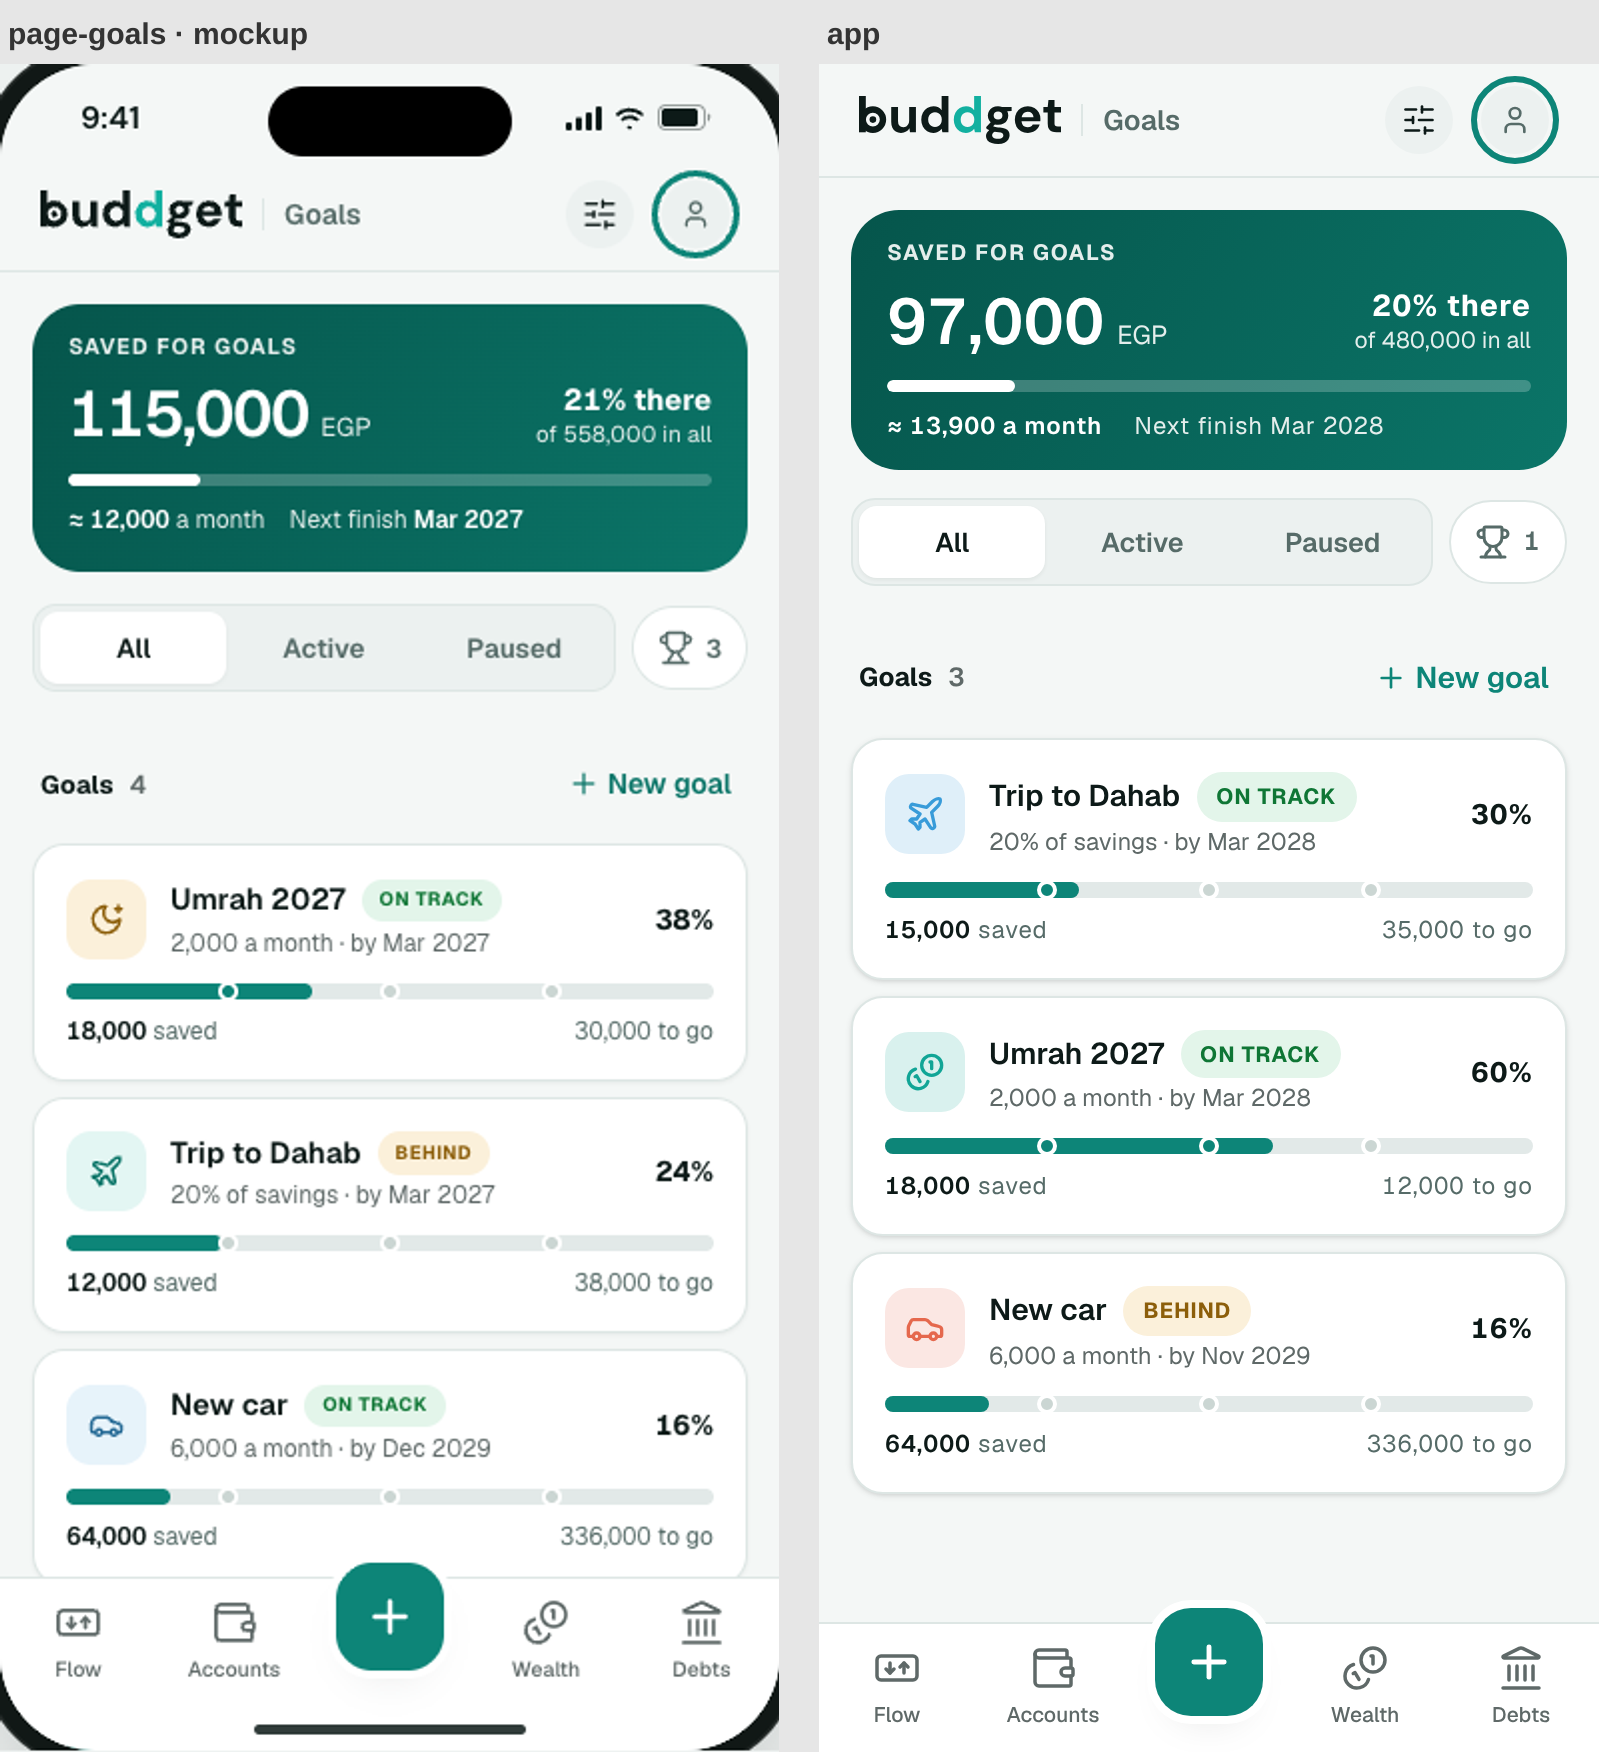 page-goals · mockup
9:41
buddget Goals
SAVED FOR GOALS
115,000 EGP
21% there
of 558,000 in all
≈ 12,000 a month Next finish Mar 2027
All Active Paused 3
Goals 4
+ New goal
Umrah 2027 ON TRACK
2,000 a month · by Mar 2027
38%
18,000 saved
30,000 to go
Trip to Dahab BEHIND
20% of savings · by Mar 2027
24%
12,000 saved
38,000 to go
New car ON TRACK
6,000 a month · by Dec 2029
16%
64,000 saved
336,000 to go
Flow Accounts Wealth Debts
app
buddget Goals
SAVED FOR GOALS
97,000 EGP
20% there
of 480,000 in all
≈ 13,900 a month Next finish Mar 2028
All Active Paused 1
Goals 3
+ New goal
Trip to Dahab ON TRACK
20% of savings · by Mar 2028
30%
15,000 saved
35,000 to go
Umrah 2027 ON TRACK
2,000 a month · by Mar 2028
60%
18,000 saved
12,000 to go
New car BEHIND
6,000 a month · by Nov 2029
16%
64,000 saved
336,000 to go
Flow Accounts Wealth Debts